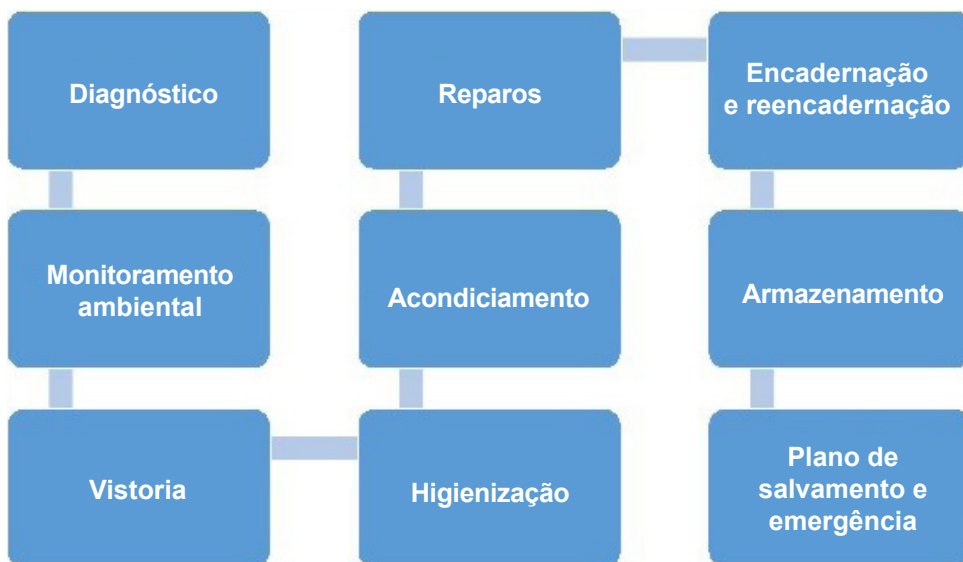 Diagnóstico
Monitoramento
ambiental
Vistoria
Higienização
Acondiciamento
Reparos
Encadernação
e reencadernação
Armazenamento
Plano de
salvamento e
emergência